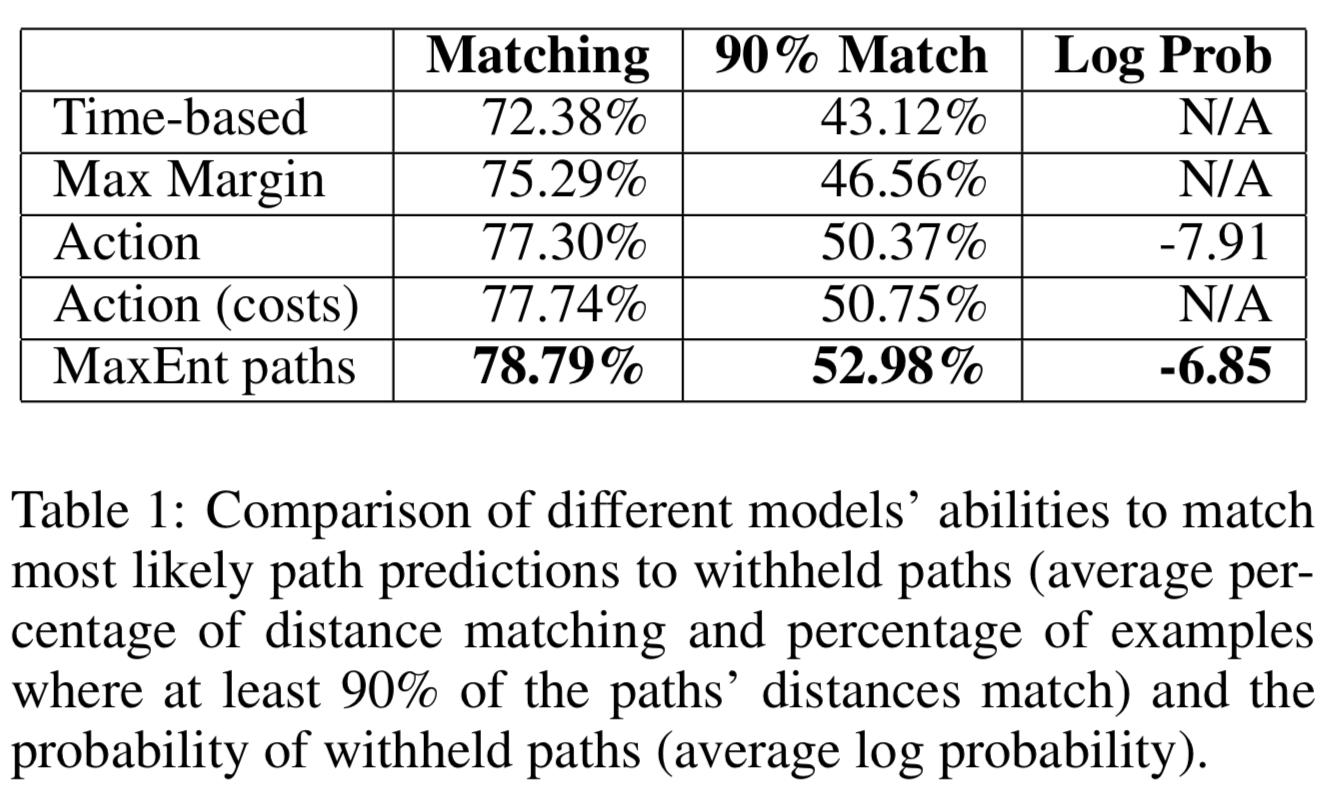 Matching 90% Match Log Prob
Time-based 72.38% 43.12% N/A
Max Margin 75.29% 46.56% N/A
Action 77.30% 50.37% -7.91
Action (costs) 77.74% 50.75% N/A
MaxEnt paths 78.79% 52.98% -6.85
Table 1: Comparison of different models’ abilities to match
most likely path predictions to withheld paths (average per-
centage of distance matching and percentage of examples
where at least 90% of the paths’ distances match) and the
probability of withheld paths (average log probability).